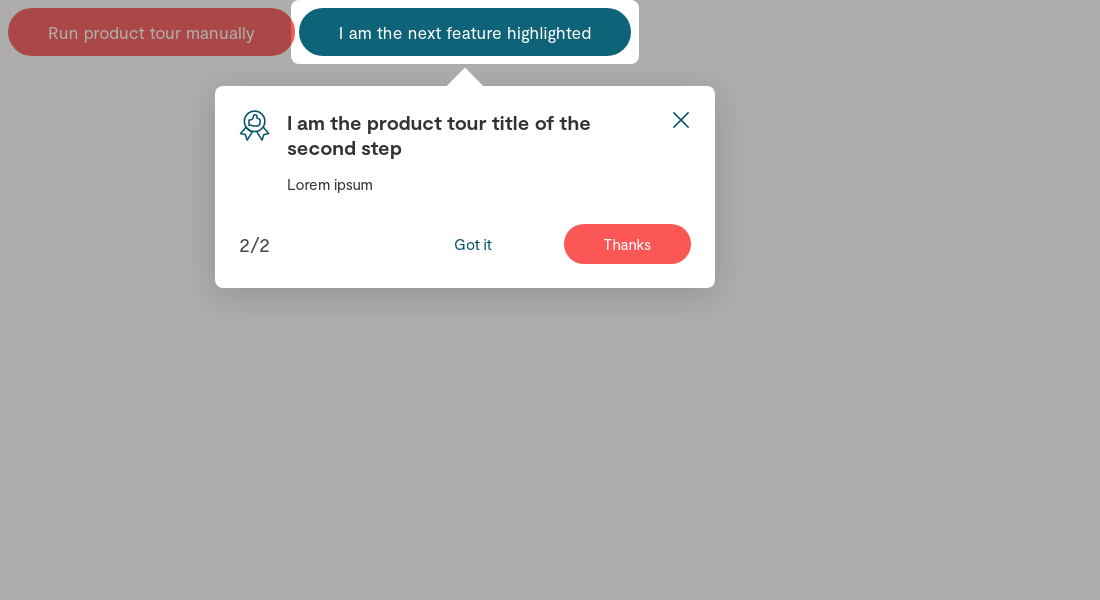 Run product tour manually
I am the next feature highlighted
I am the product tour title of the
second step
Lorem ipsum
2/2
Got it
Thanks